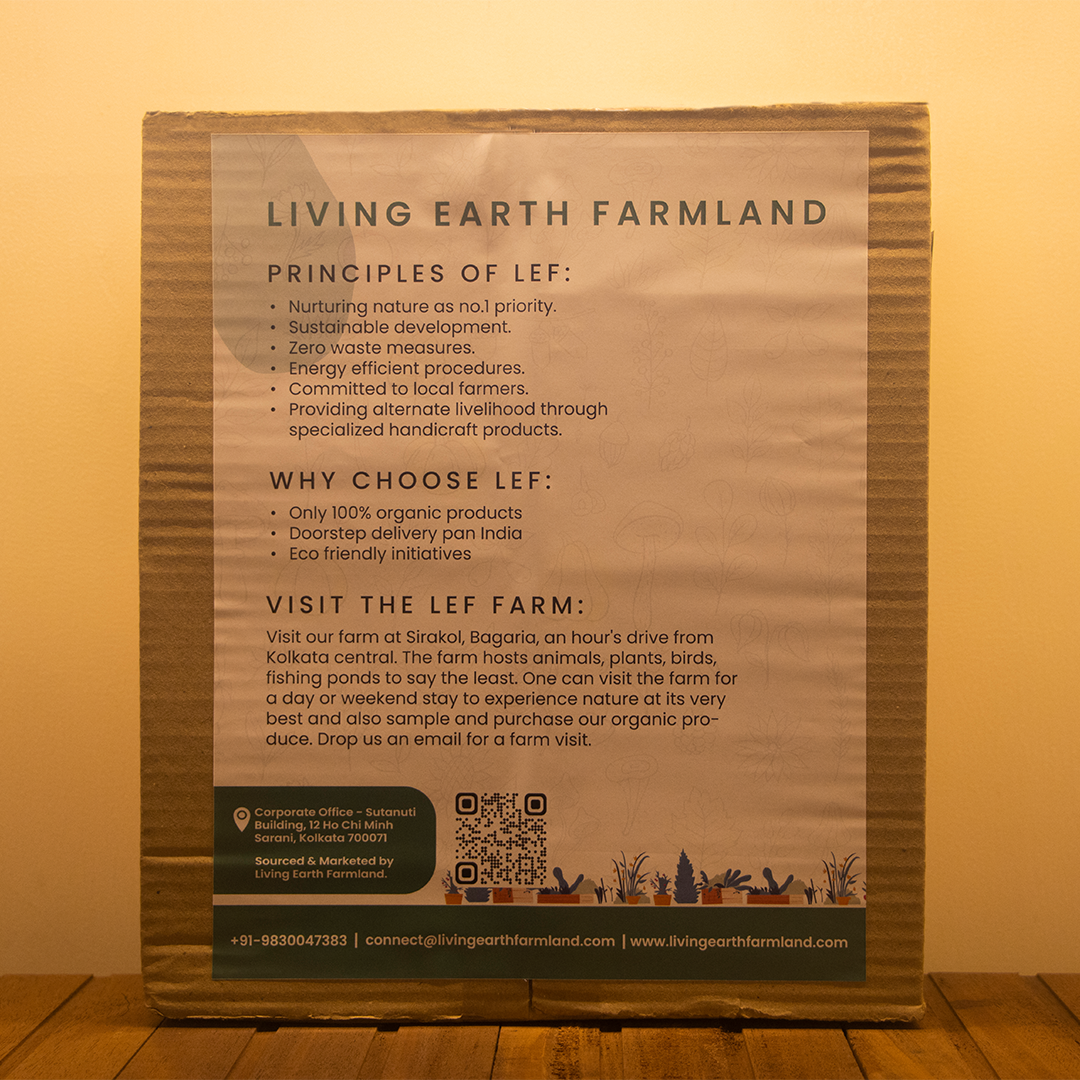 LIVING EARTH FARMLAND
PRINCIPLES OF LEF:
• Nurturing nature as no.1 priority.
• Sustainable development.
• Zero waste measures.
• Energy efficient procedures.
• Committed to local farmers.
• Providing alternate livelihood through
specialized handicraft products.
WHY CHOOSE LEF:
• Only 100% organic products
• Doorstep delivery pan India
• Eco friendly initiatives
VISIT THE LEF FARM:
Visit our farm at Sirakol, Bagaria, an hour's drive from
Kolkata central. The farm hosts animals, plants, birds,
fishing ponds to say the least. One can visit the farm for
a day or weekend stay to experience nature at its very
best and also sample and purchase our organic pro-
duce. Drop us an email for a farm visit.
Corporate Office - Sutanuti
Building, 12 Ho Chi Minh
Sarani, Kolkata 700071
Sourced & Marketed by
Living Earth Farmland.
+91-9830047383 | connect@livingearthfarmland.com | www.livingearthfarmland.com